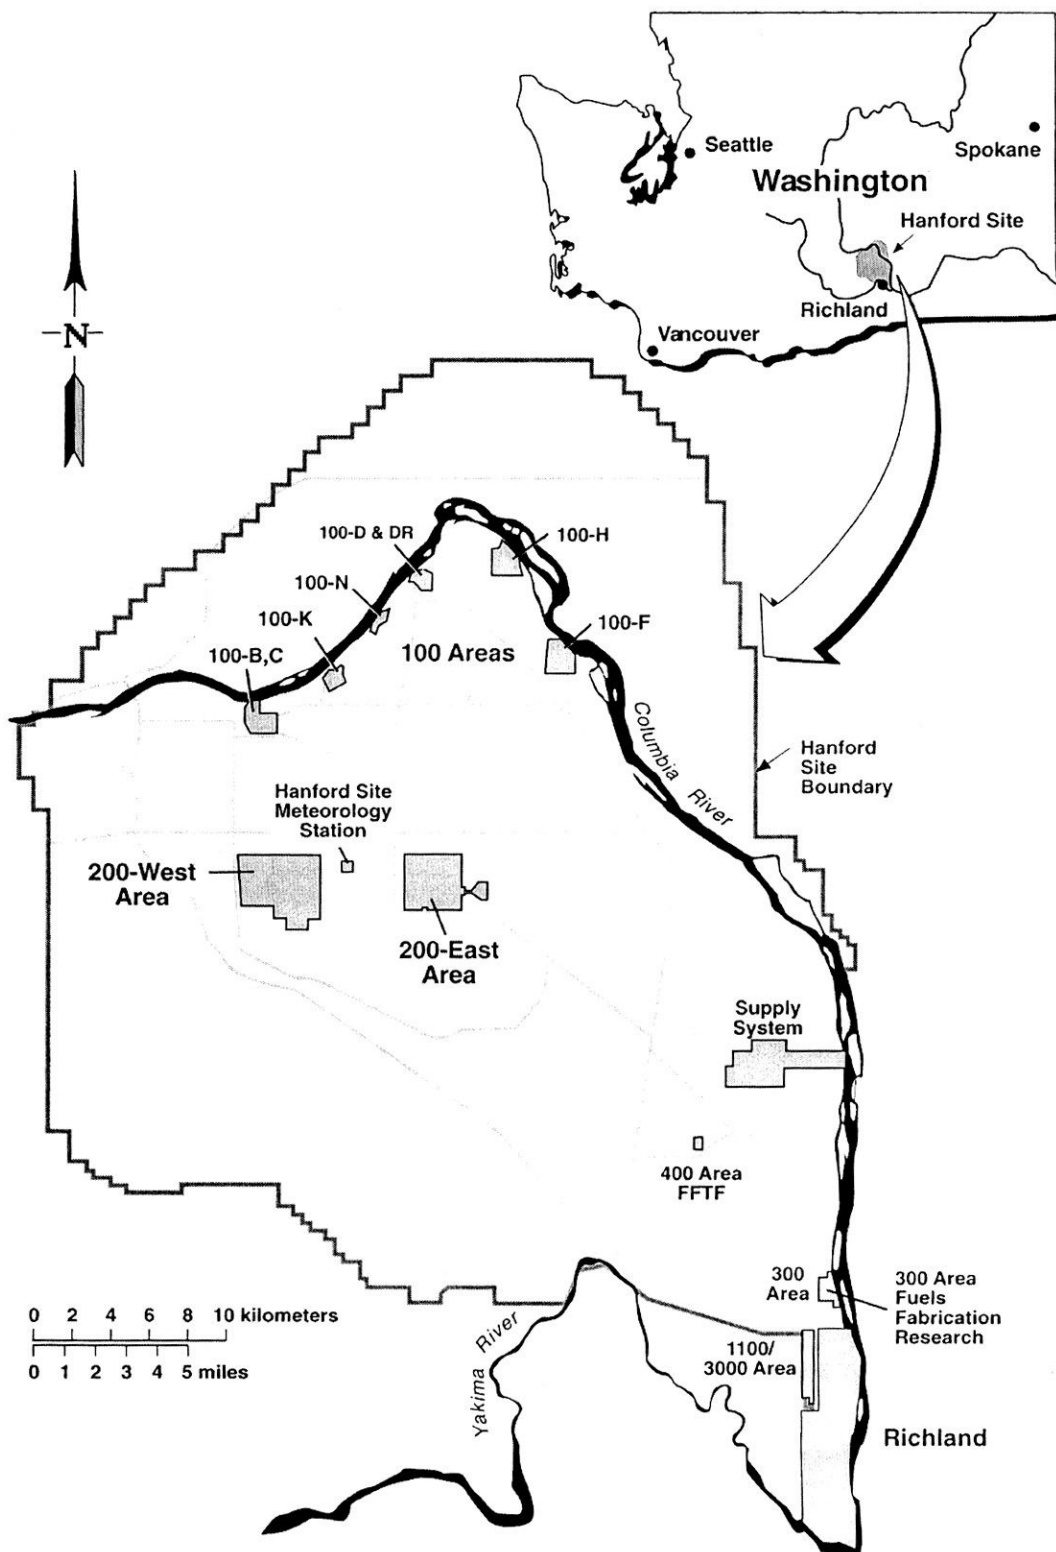 Seattle
Spokane
Washington
Hanford Site
Richland
Vancouver
N
100-D & DR
100-H
100-N
100-K
100-F
100-B,C
100 Areas
Columbia
River
Hanford
Site
Boundary
Hanford Site
Meteorology
Station
200-West
Area
200-East
Area
Supply
System
400 Area
FFTF
300
Area
300 Area
Fuels
Fabrication
Research
0 2 4 6 8 10 kilometers
0 1 2 3 4 5 miles
Yakima River
1100/
3000 Area
Richland